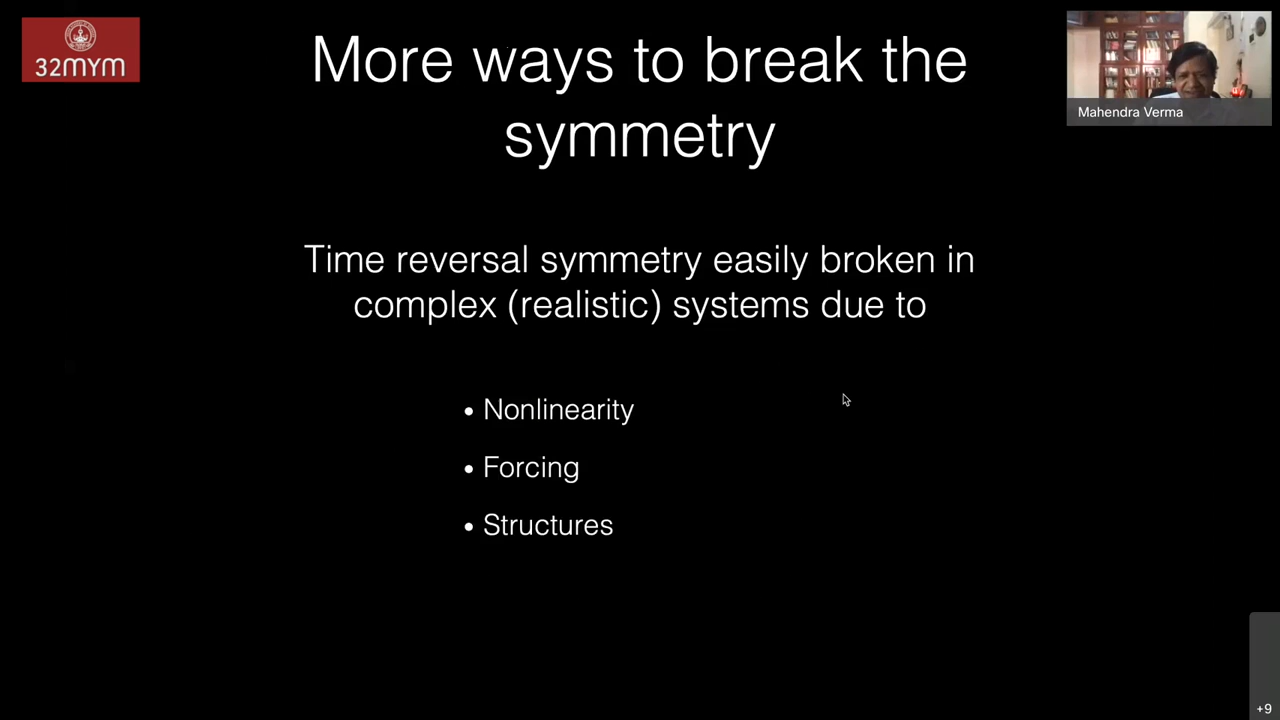 32MYM
More ways to break the
symmetry
Mahendra Verma
Time reversal symmetry easily broken in
complex (realistic) systems due to
• Nonlinearity
• Forcing
• Structures
+9